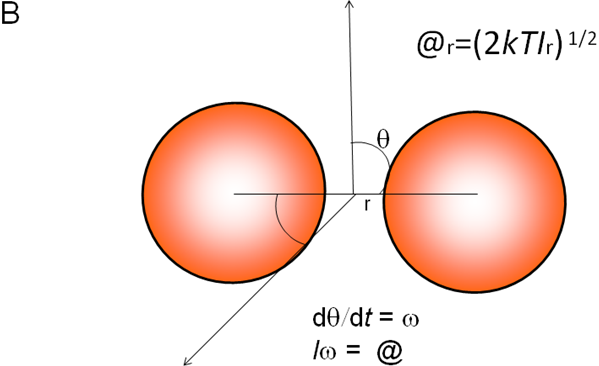 B
@r=(2kTIr)1/2
θ
r
dθ/dt = ω
Iω = @